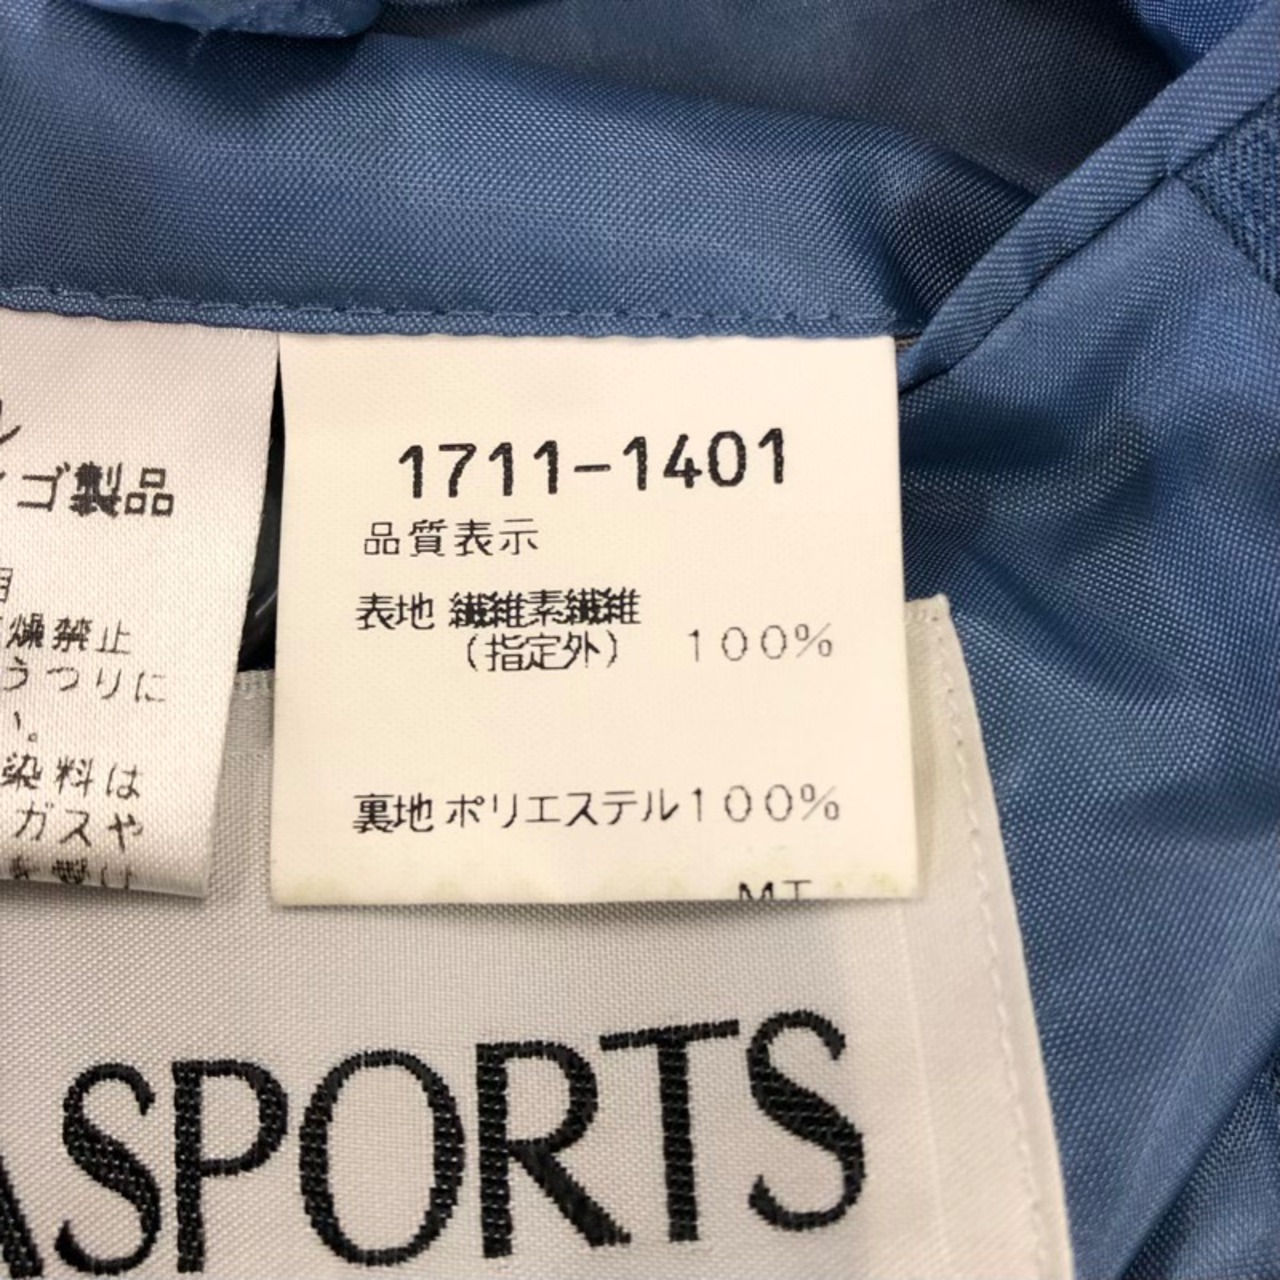 ゴ製品
燥禁止
うつりに
染料は
ガスや
1711-1401
品質表示
表地 繊維素繊維
(指定外) 100%
裏地 ポリエステル100%
MT
SPORTS